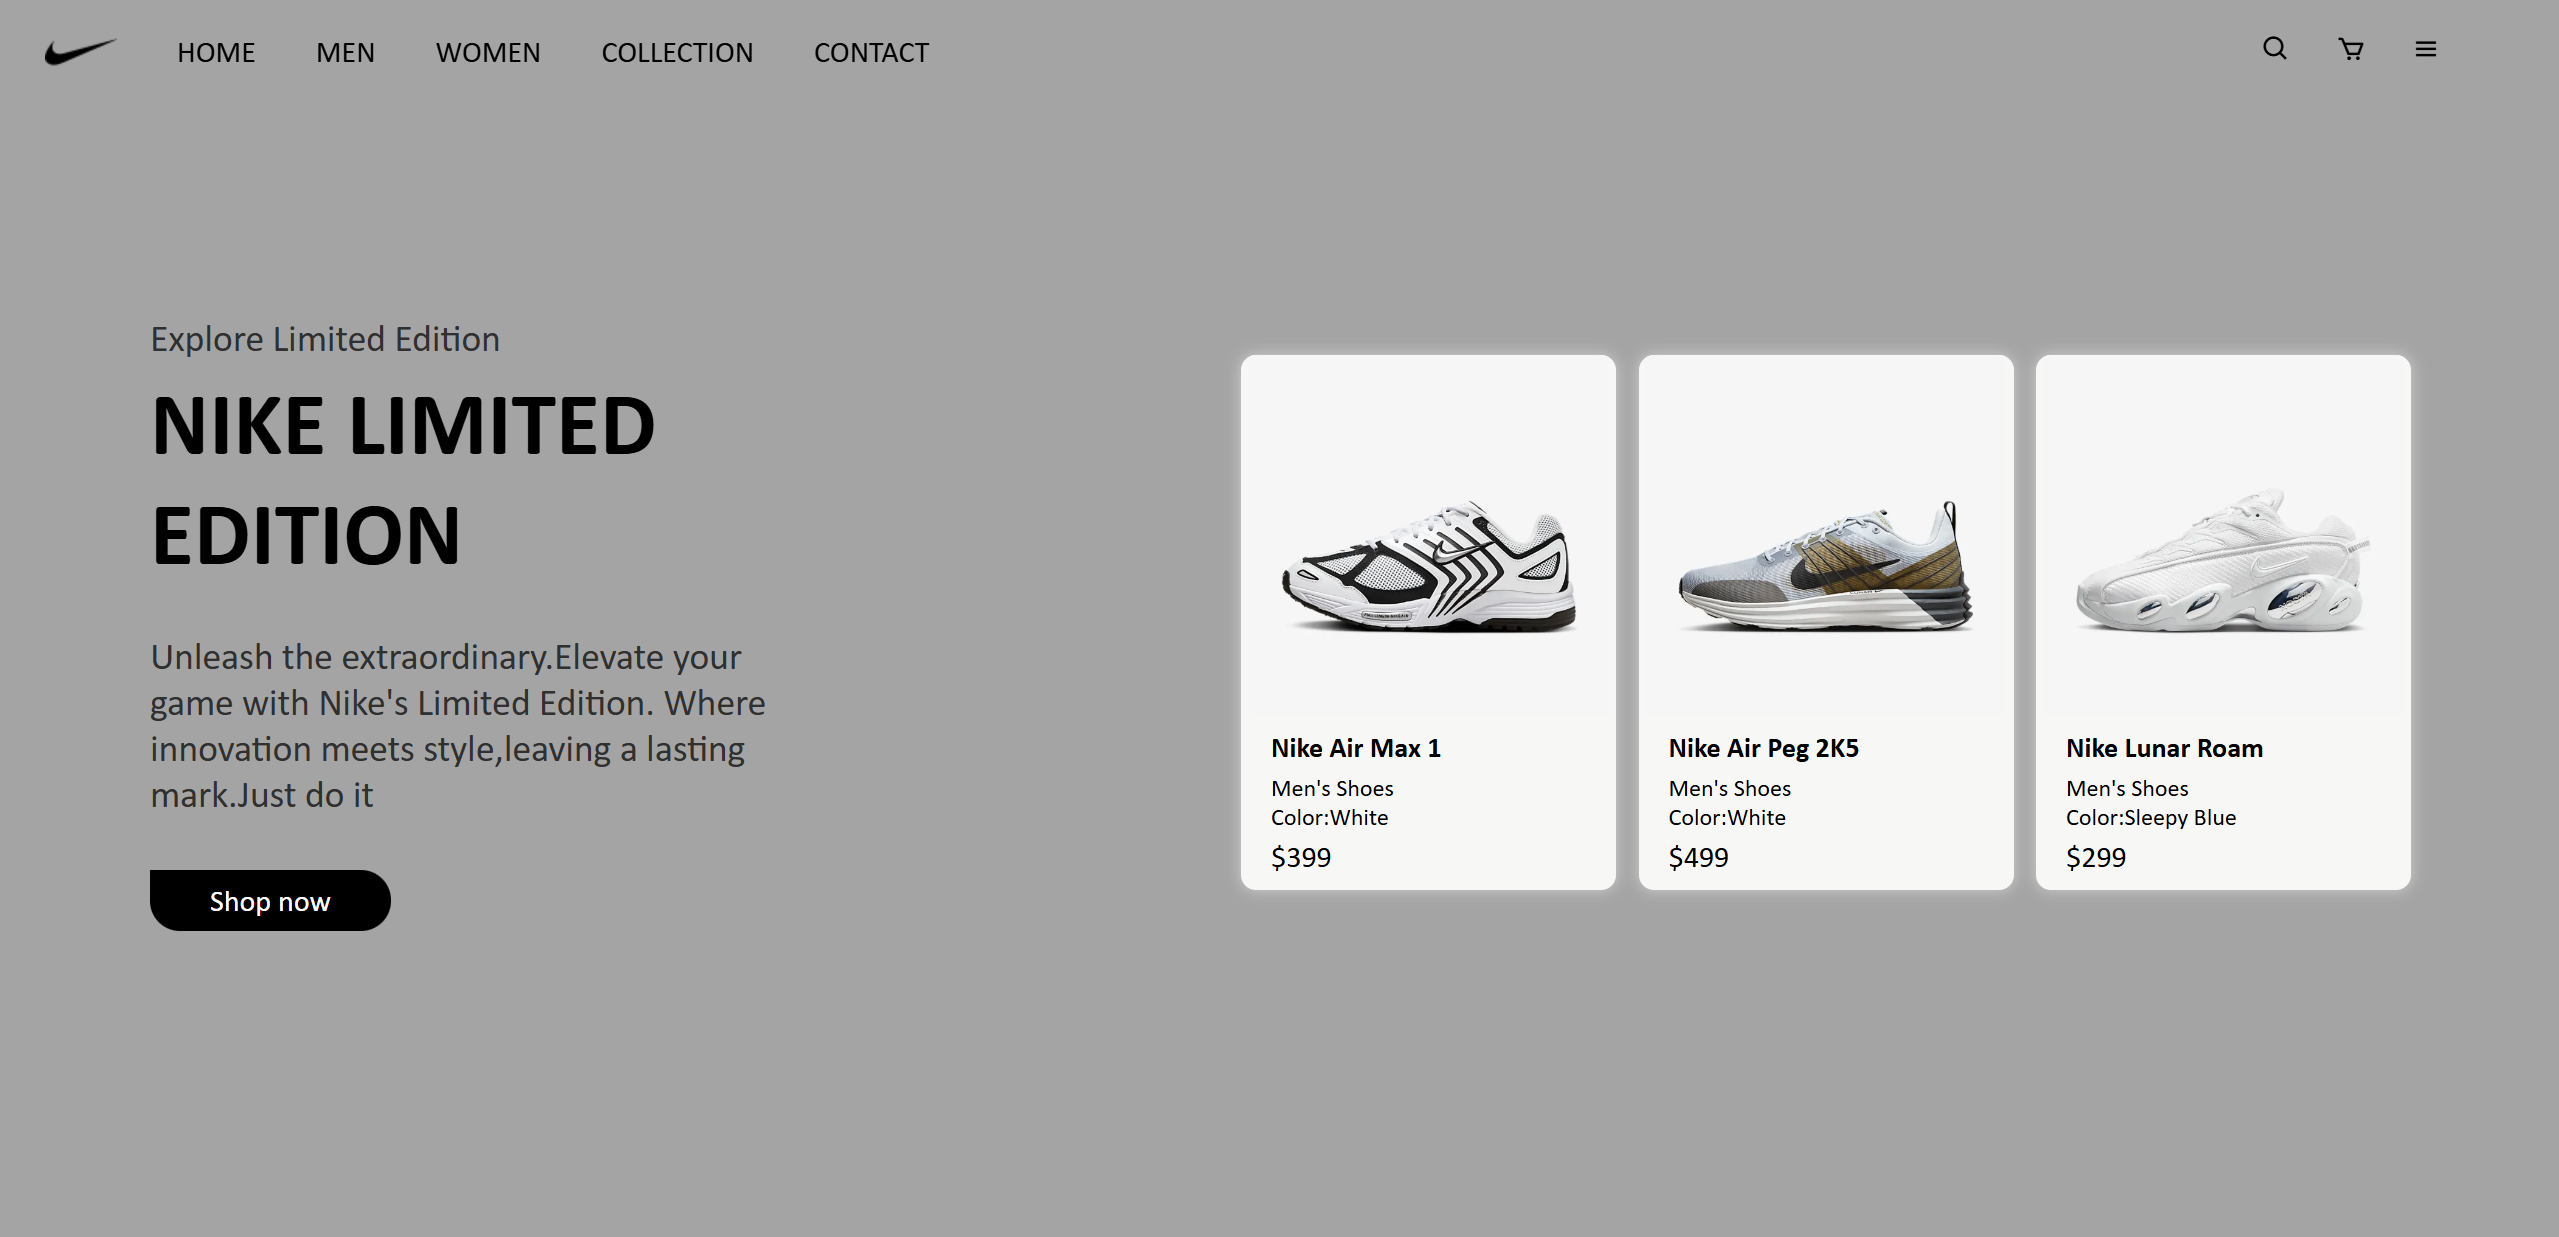 HOME MEN WOMEN COLLECTION CONTACT
Explore Limited Edition
NIKE LIMITED
EDITION
Unleash the extraordinary.Elevate your
game with Nike's Limited Edition. Where
innovation meets style,leaving a lasting
mark.Just do it
Shop now
Nike Air Max 1
Men's Shoes
Color:White
$399
Nike Air Peg 2K5
Men's Shoes
Color:White
$499
Nike Lunar Roam
Men's Shoes
Color:Sleepy Blue
$299